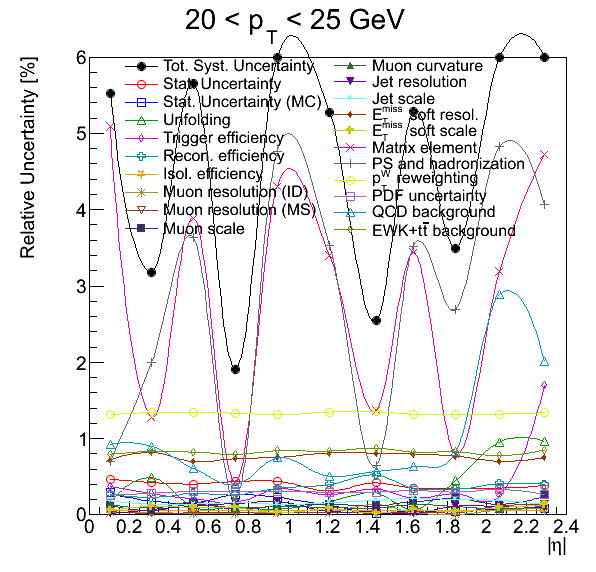 20 < p_T < 25 GeV
Relative Uncertainty [%]
6
5
4
3
2
1
0
Tot. Syst. Uncertainty
Stat. Uncertainty
Stat. Uncertainty (MC)
Unfolding
Trigger efficiency
Recon. efficiency
Isol. efficiency
Muon resolution (ID)
Muon resolution (MS)
Muon scale
Muon curvature
Jet resolution
Jet scale
E_T^miss soft resol.
E_T^miss soft scale
Matrix element
PS and hadronization
p^W reweighting
PDF uncertainty
QCD background
EWK+tt̄ background
0 0.2 0.4 0.6 0.8 1 1.2 1.4 1.6 1.8 2 2.2 2.4
|η|